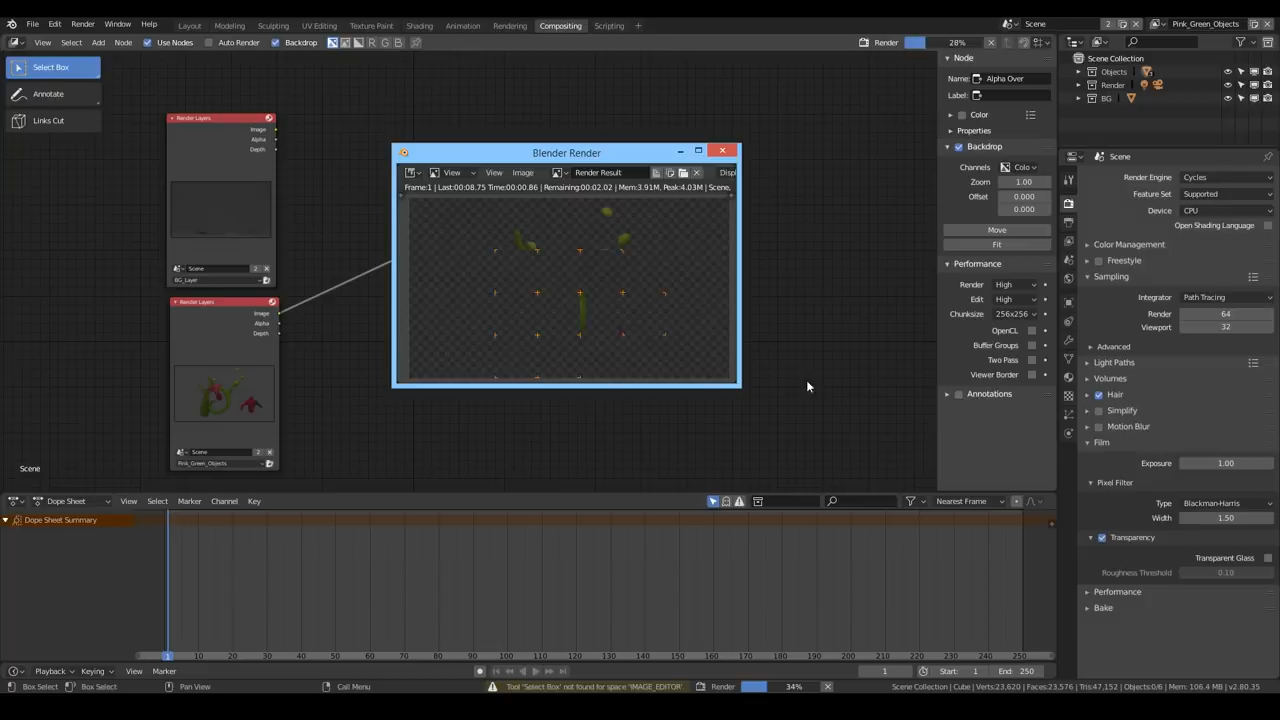 File Edit Render Window Help Layout Modeling Sculpting UV Editing Texture Paint Shading Animation Rendering Compositing Scripting Scene 2 Pink_Green_Objects
View Select Add Node Use Nodes Auto Render Backdrop R G B Render 28%
Select Box
Annotate
Links Cut
Render Layers
Image
Alpha
Depth
Scene 2
BG_Layer
Render Layers
Image
Alpha
Depth
Scene 2
Pink_Green_Objects
Scene
Blender Render
View View Image Render Result Displ
Frame:1 | Last:00:08.75 Time:00:00.86 | Remaining:00:02.02 | Mem:3.91M, Peak:4.03M | Scene,
Node
Name: Alpha Over
Label:
Color
Properties
Backdrop
Channels Colo
Zoom 1.00
Offset 0.000
0.000
Move
Fit
Performance
Render High
Edit High
Chunksize 256x256
OpenCL
Buffer Groups
Two Pass
Viewer Border
Annotations
Scene Collection
Objects
Render
BG
Scene
Render Engine Cycles
Feature Set Supported
Device CPU
Open Shading Language
Color Management
Freestyle
Sampling
Integrator Path Tracing
Render 64
Viewport 32
Advanced
Light Paths
Volumes
Hair
Simplify
Motion Blur
Film
Exposure 1.00
Pixel Filter
Type Blackman-Harris
Width 1.50
Transparency
Transparent Glass
Roughness Threshold 0.10
Performance
Bake
Dope Sheet View Select Marker Channel Key Nearest Frame
Dope Sheet Summary
1 10 20 30 40 50 60 70 80 90 100 110 120 130 140 150 160 170 180 190 200 210 220 230 240 250
Playback Keying View Marker 1 Start: 1 End: 250
Box Select Box Select Pan View Call Menu Tool 'Select Box' not found for space 'IMAGE_EDITOR'. Render 34% Scene Collection | Cube | Verts:23,620 | Faces:23,576 | Tris:47,152 | Objects:0/6 | Mem: 106.4 MB | v2.80.35